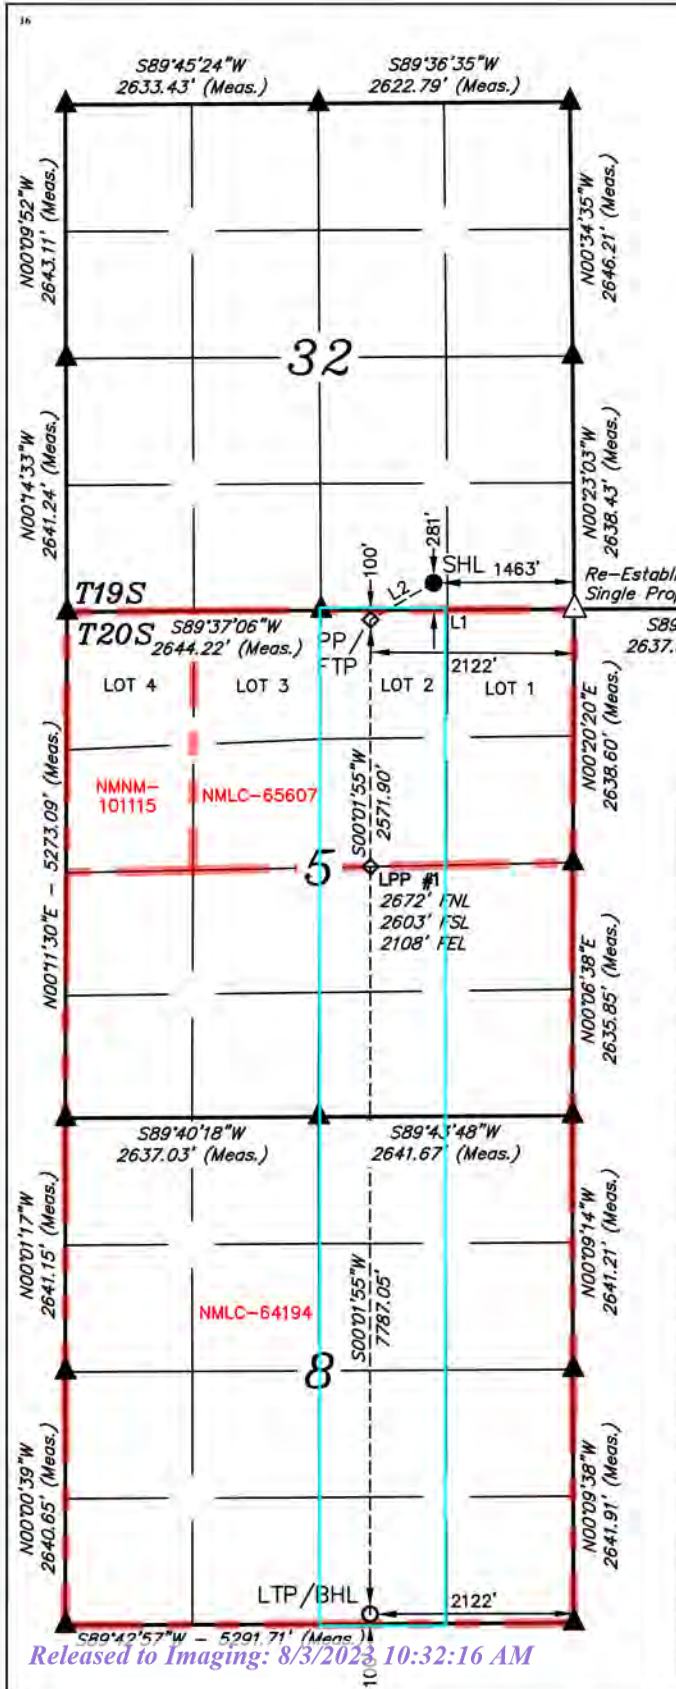 16
S89°45'24"W
2633.43' (Meas.)
S89°36'35"W
2622.79' (Meas.)
N00°09'52"W
2643.11' (Meas.)
N00°34'35"W
2646.21' (Meas.)
32
N00°14'33"W
2641.24' (Meas.)
N00°23'03"W
2638.43' (Meas.)
100'
281'
L2
SHL 1463'
Re-Establi
Single Prop
T19S
T20S
S89°37'06"W
2644.22' (Meas.)
PP/
FTP
L1
2122'
S89
2637.
LOT 4
LOT 3
LOT 2
LOT 1
N00°11'30"E - 5273.09' (Meas.)
NMNM-
101115
NMLC-65607
S00°01'55"W
2571.90'
N00°20'20"E
2638.60' (Meas.)
5
LPP #1
2672' FNL
2603' FSL
2108' FEL
N00°06'38"E
2635.85' (Meas.)
S89°40'18"W
2637.03' (Meas.)
S89°43'48"W
2641.67' (Meas.)
N00°01'17"W
2641.15' (Meas.)
N00°09'14"W
2641.21' (Meas.)
NMLC-64194
S00°01'55"W
7787.05'
8
N00°00'39"W
2640.65' (Meas.)
N00°09'38"W
2641.91' (Meas.)
LTP/BHL
2122'
S89°42'57"W - 5291.71' (Meas.)
Released to Imaging: 8/3/2023 10:32:16 AM
100'